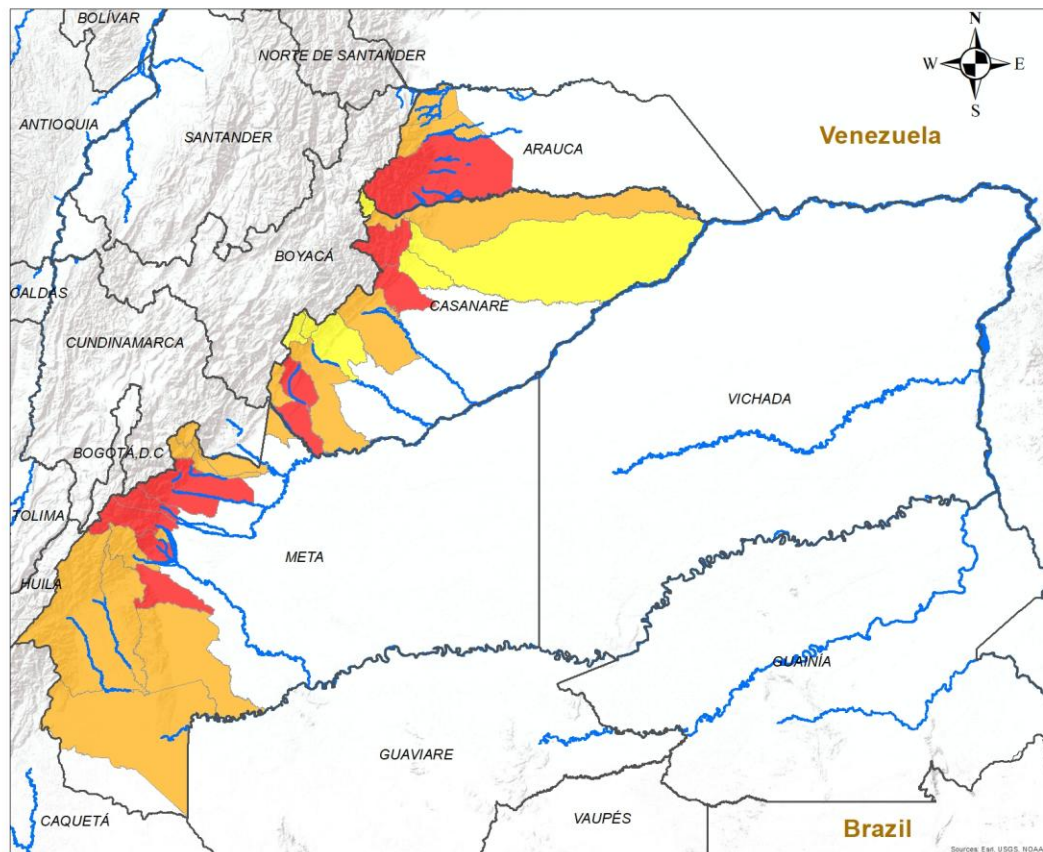 BOLÍVAR
N
NORTE DE SANTANDER
W
E
S
ANTIOQUIA
SANTANDER
ARAUCA
Venezuela
BOYACÁ
CALDAS
CASANARE
CUNDINAMARCA
VICHADA
BOGOTÁ,D.C
TOLIMA
META
HUILA
GUAINÍA
GUAVIARE
CAQUETÁ
VAUPÉS
Brazil
Sources: Esri, USGS, NOAA